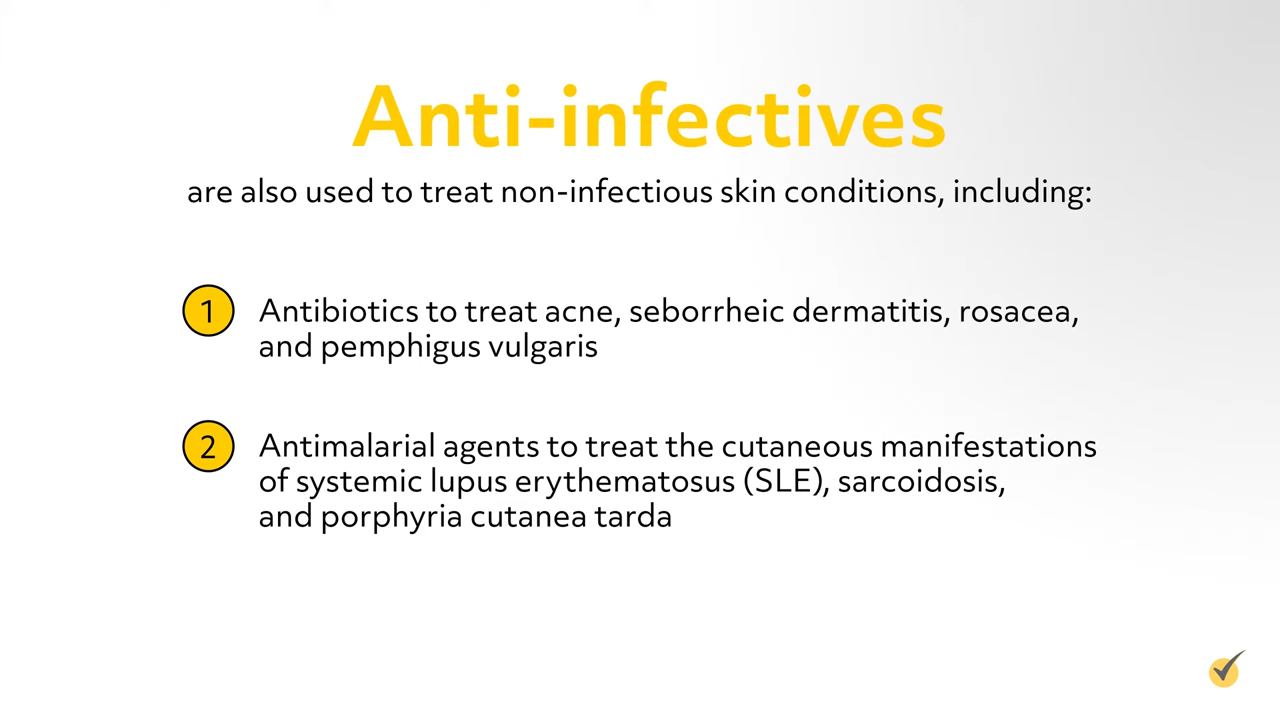 Anti-infectives
are also used to treat non-infectious skin conditions, including:
1 Antibiotics to treat acne, seborrheic dermatitis, rosacea,
and pemphigus vulgaris
2 Antimalarial agents to treat the cutaneous manifestations
of systemic lupus erythematosus (SLE), sarcoidosis,
and porphyria cutanea tarda